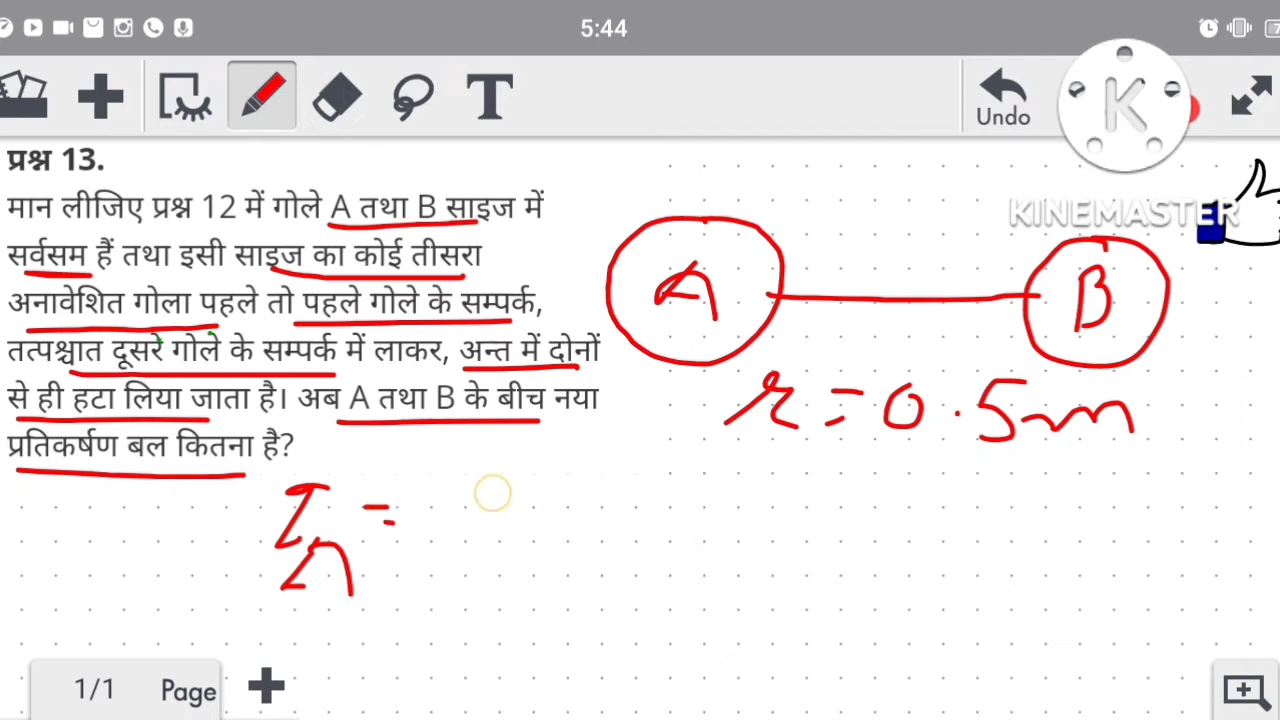 5:44
T
Undo
K
KINEMASTER
प्रश्न 13.
मान लीजिए प्रश्न 12 में गोले A तथा B साइज में
सर्वसम हैं तथा इसी साइज का कोई तीसरा
अनावेशित गोला पहले तो पहले गोले के सम्पर्क,
तत्पश्चात दूसरे गोले के सम्पर्क में लाकर, अन्त में दोनों
से ही हटा लिया जाता है। अब A तथा B के बीच नया
प्रतिकर्षण बल कितना है?
A
B
r = 0.5m
1/1 Page